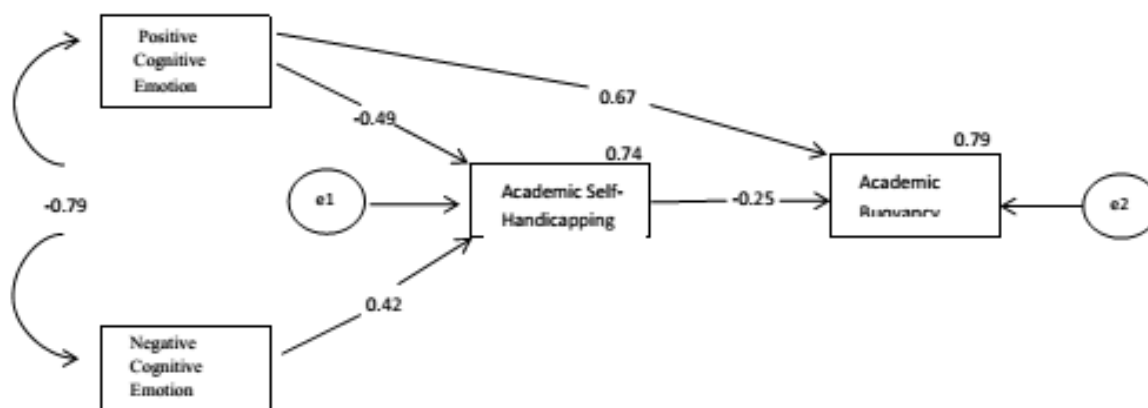 Positive
Cognitive
Emotion
0.67
-0.49
0.79
0.74
Academic Self-
Handicapping
e1
-0.25
Academic
Buoyancy
e2
-0.79
0.42
Negative
Cognitive
Emotion